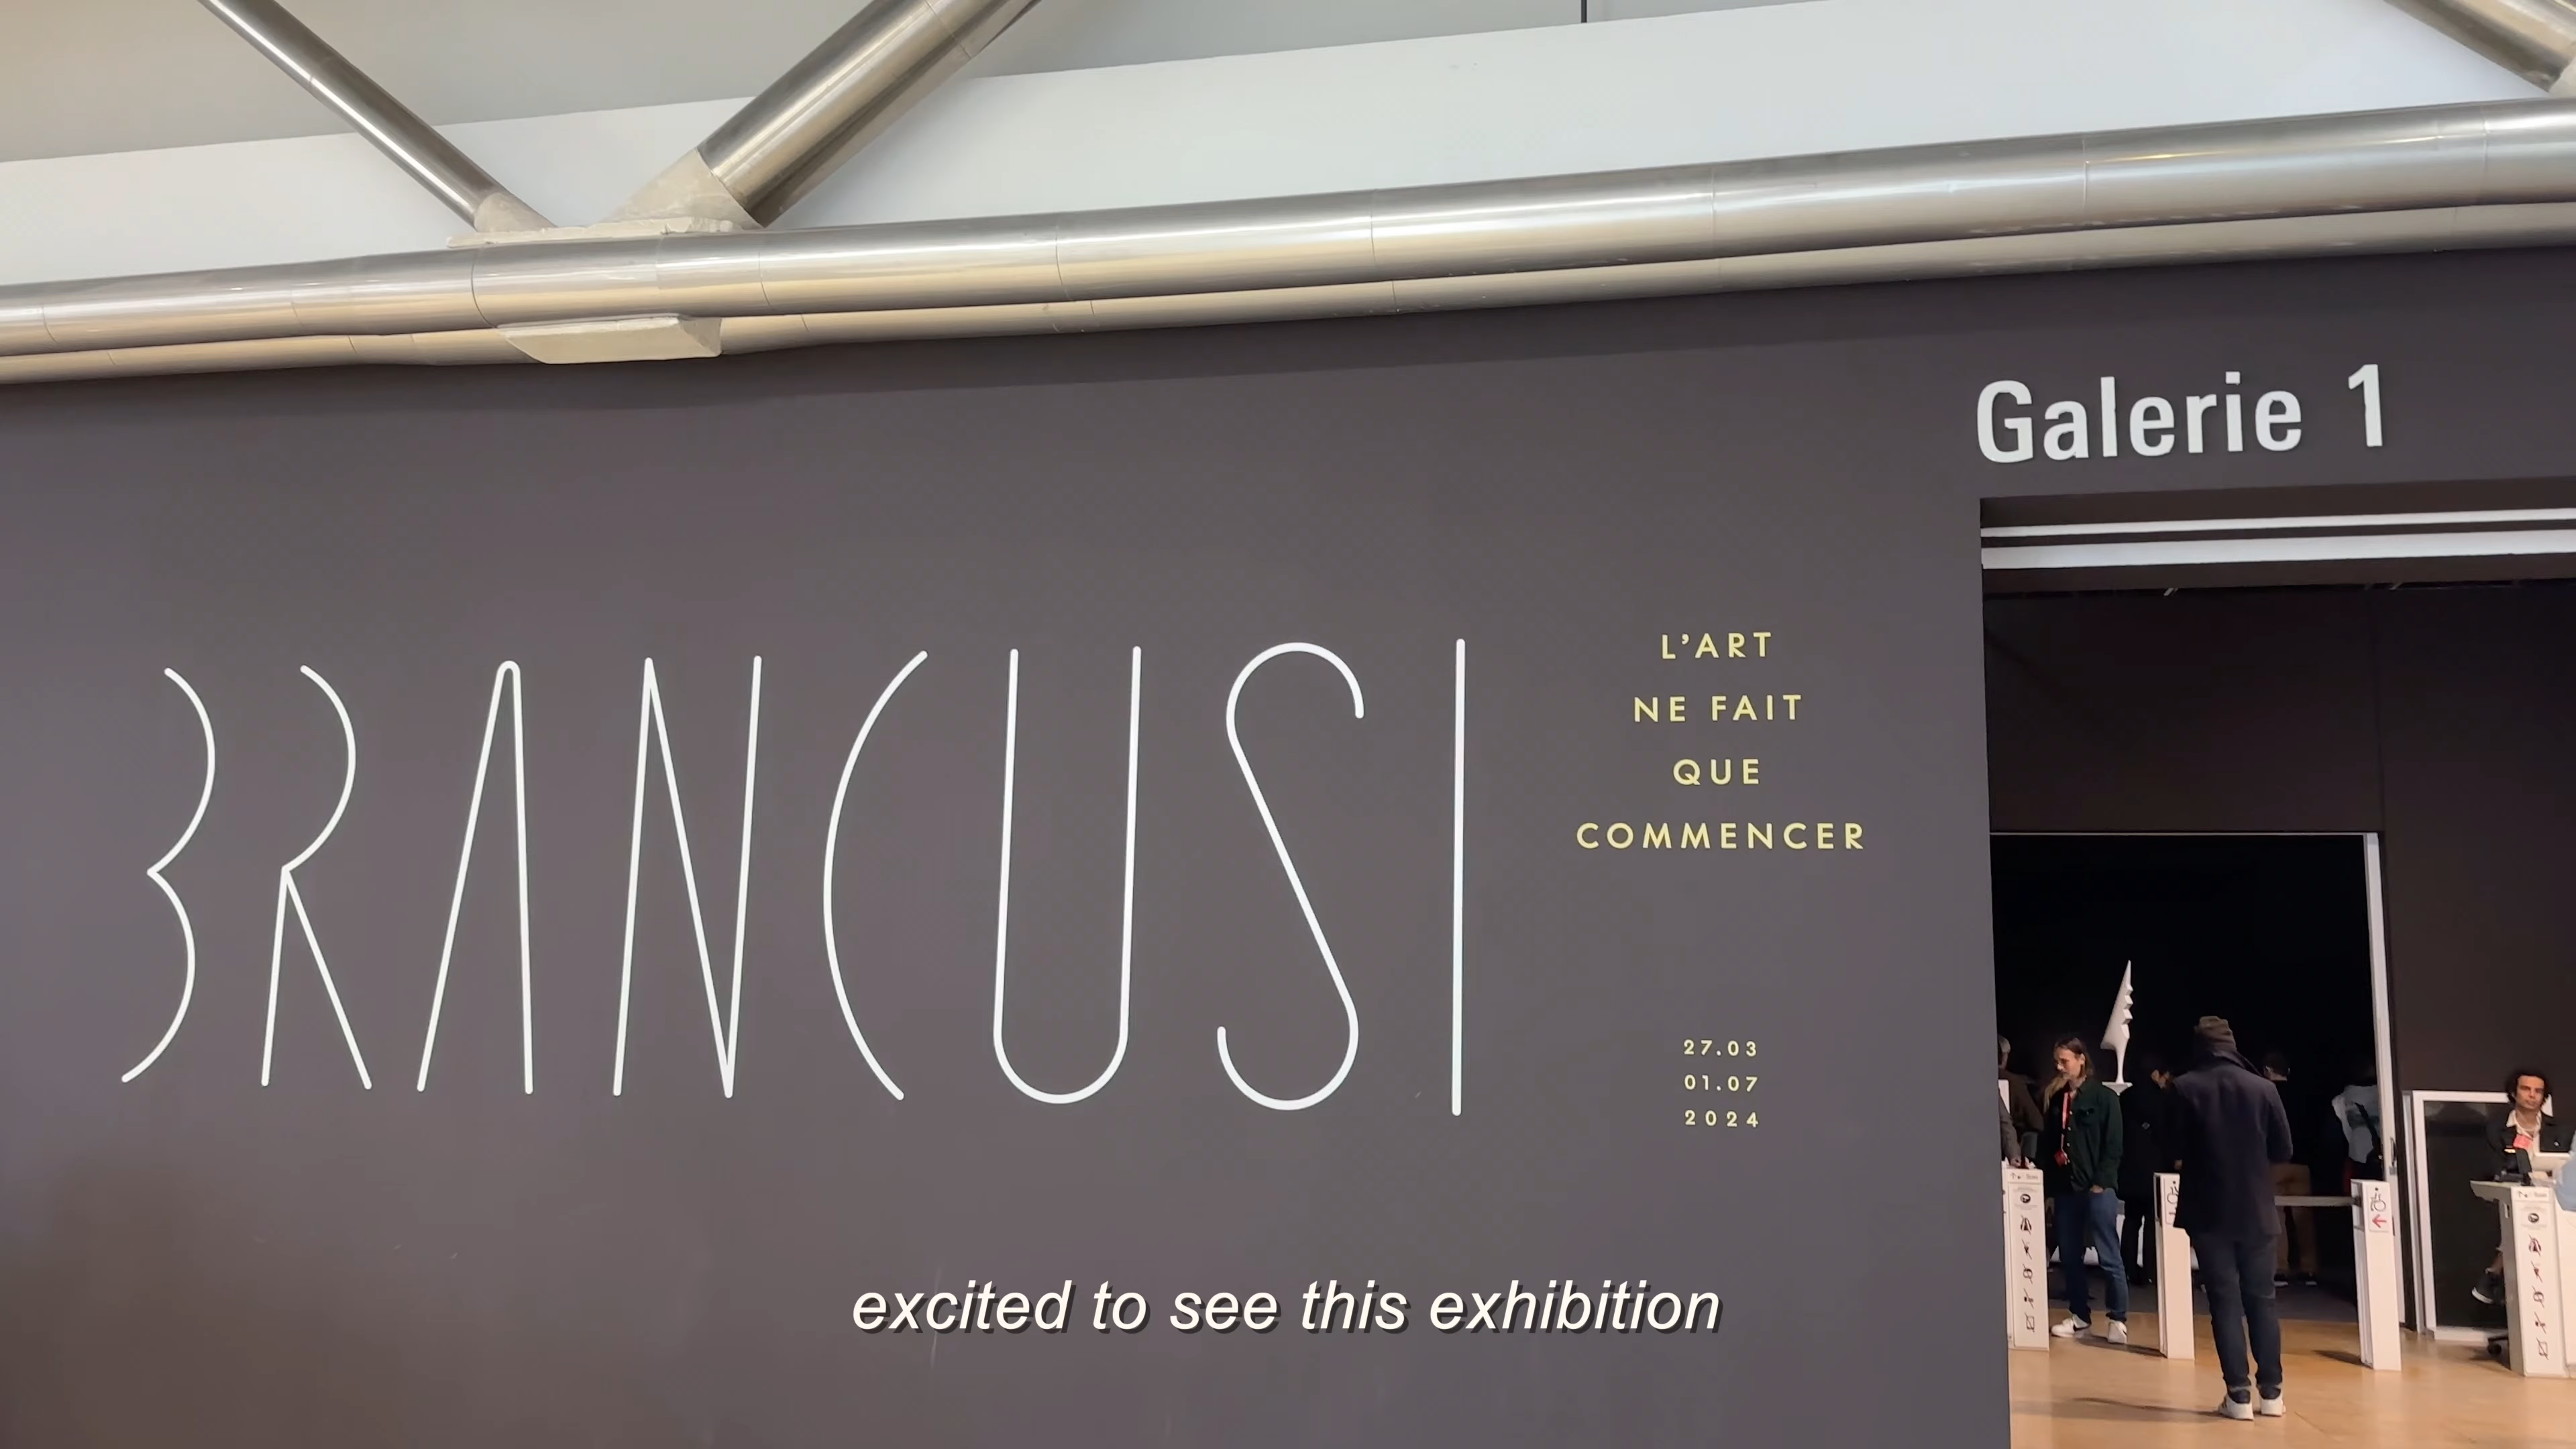 Galerie 1
BRANCUSI
L'ART
NE FAIT
QUE
COMMENCER
27.03
01.07
2024
excited to see this exhibition